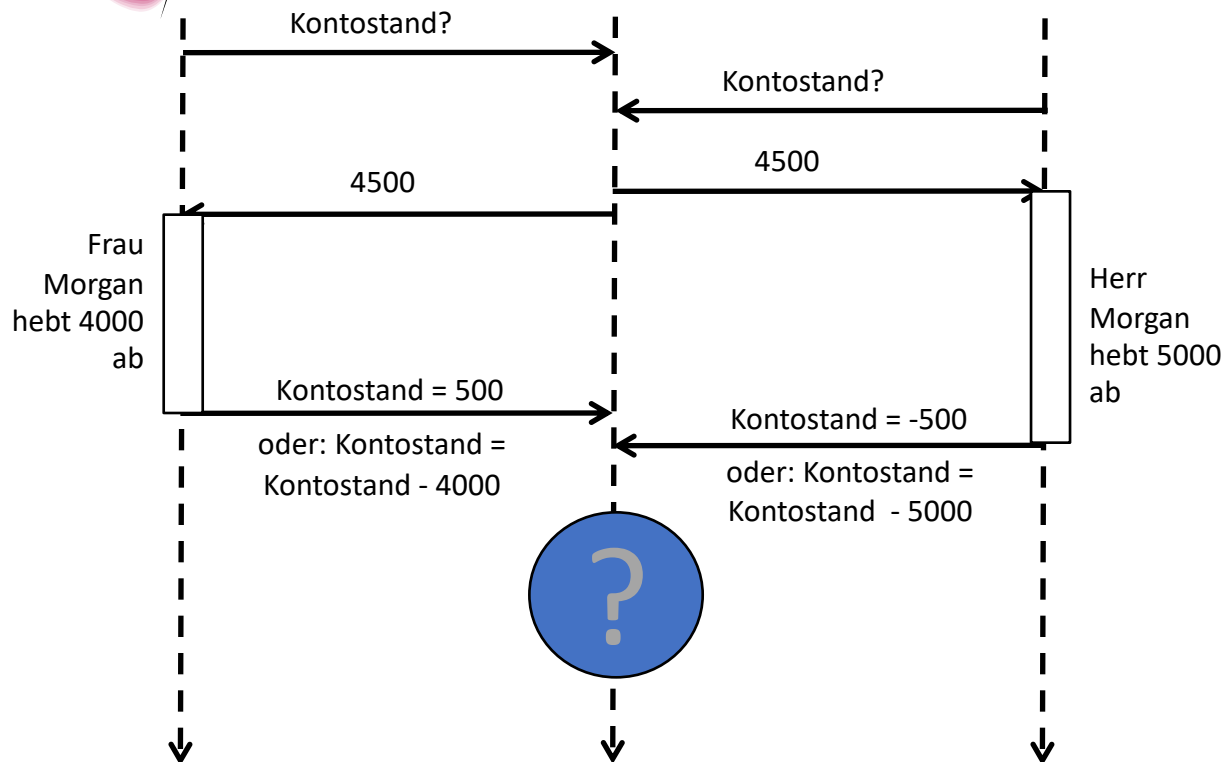 Kontostand?
Kontostand?
4500
4500
Frau
Morgan
hebt 4000
ab
Herr
Morgan
hebt 5000
ab
Kontostand = 500
oder: Kontostand =
Kontostand - 4000
Kontostand = -500
oder: Kontostand =
Kontostand - 5000
?